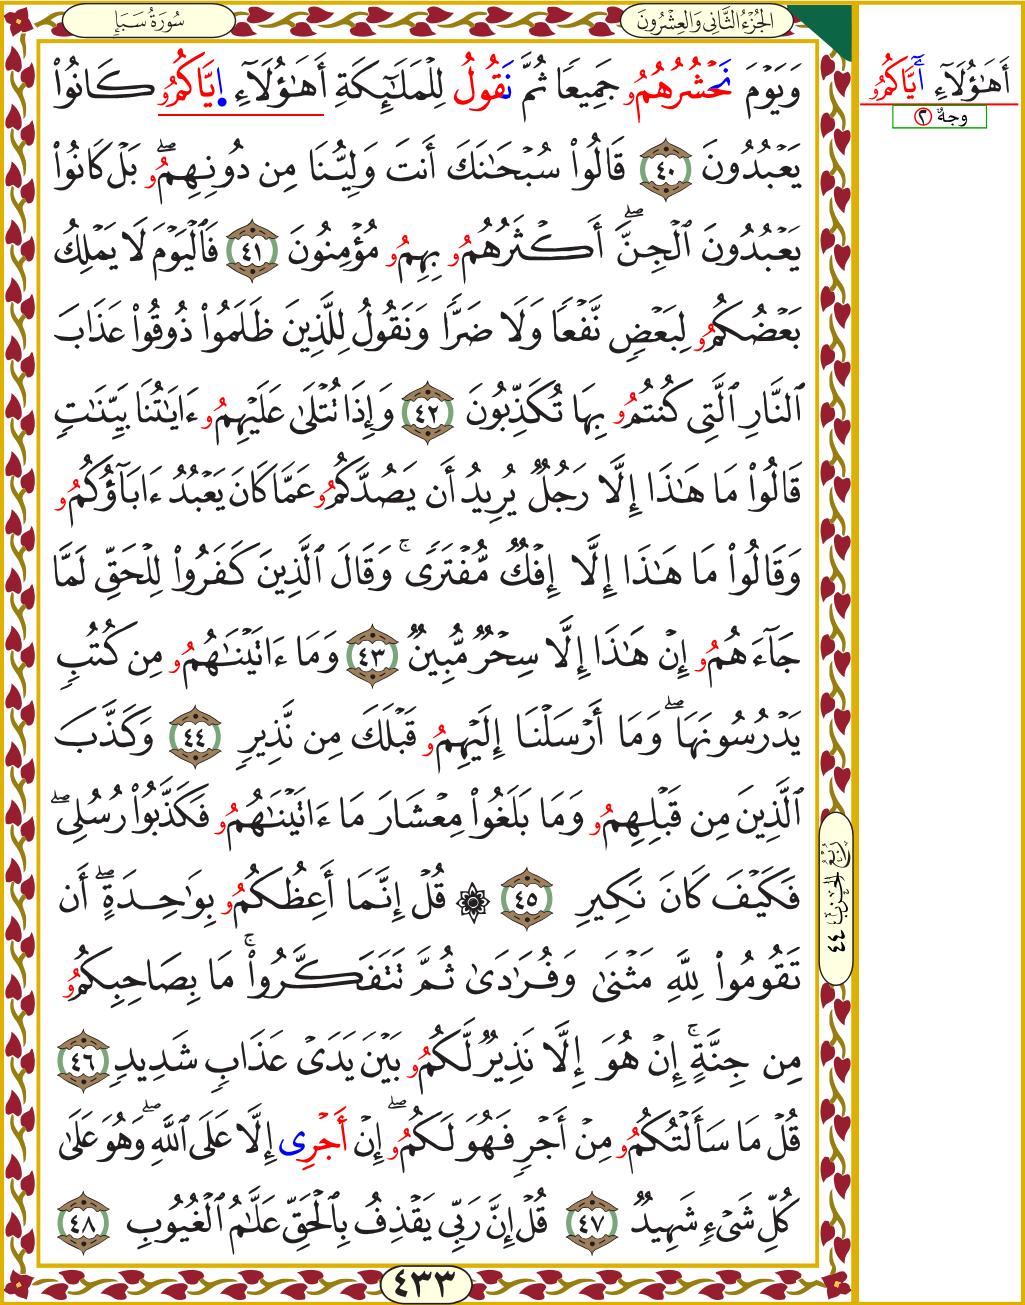 سُورَةُ سَبَإٍ
الجُزْءُ الثَّانِي وَالعِشْرُونَ
وَيَوۡمَ نَحۡشُرُهُمُۥ جَمِيعٗا ثُمَّ نَقُولُ لِلۡمَلَٰٓئِكَةِ أَهَٰؤُلَآءِ اِيَّاكُمُۥ كَانُواْ
يَعۡبُدُونَ ٤٠ قَالُواْ سُبۡحَٰنَكَ أَنتَ وَلِيُّنَا مِن دُونِهِمُۥۖ بَلۡ كَانُواْ
يَعۡبُدُونَ ٱلۡجِنَّۖ أَكۡثَرُهُمُۥ بِهِمُۥ مُؤۡمِنُونَ ٤١ فَٱلۡيَوۡمَ لَا يَمۡلِكُ
بَعۡضُكُمُۥ لِبَعۡضٖ نَّفۡعٗا وَلَا ضَرّٗا وَنَقُولُ لِلَّذِينَ ظَلَمُواْ ذُوقُواْ عَذَابَ
ٱلنَّارِ ٱلَّتِي كُنتُمُۥ بِهَا تُكَذِّبُونَ ٤٢ وَإِذَا تُتۡلَىٰ عَلَيۡهِمُۥ ءَايَٰتُنَا بَيِّنَٰتٖ
قَالُواْ مَا هَٰذَا إِلَّا رَجُلٞ يُرِيدُ أَن يَصُدَّكُمُۥ عَمَّا كَانَ يَعۡبُدُ ءَابَآؤُكُمُۥ
وَقَالُواْ مَا هَٰذَا إِلَّا إِفۡكٞ مُّفۡتَرٗىۚ وَقَالَ ٱلَّذِينَ كَفَرُواْ لِلۡحَقِّ لَمَّا
جَآءَهُمُۥ إِنۡ هَٰذَا إِلَّا سِحۡرٞ مُّبِينٞ ٤٣ وَمَا ءَاتَيۡنَٰهُمُۥ مِن كُتُبٖ
يَدۡرُسُونَهَاۖ وَمَا أَرۡسَلۡنَا إِلَيۡهِمُۥ قَبۡلَكَ مِن نَّذِيرٖ ٤٤ وَكَذَّبَ
ٱلَّذِينَ مِن قَبۡلِهِمُۥ وَمَا بَلَغُواْ مِعۡشَارَ مَا ءَاتَيۡنَٰهُمُۥ فَكَذَّبُواْ رُسُلِيۖ
فَكَيۡفَ كَانَ نَكِيرِ ٤٥ ۞ قُلۡ إِنَّمَا أَعِظُكُمُۥ بِوَٰحِدَةٍۖ أَن
تَقُومُواْ لِلَّهِ مَثۡنَىٰ وَفُرَٰدَىٰ ثُمَّ تَتَفَكَّرُواْۚ مَا بِصَاحِبِكُمُۥ
مِن جِنَّةٍۚ إِنۡ هُوَ إِلَّا نَذِيرٞ لَّكُمُۥ بَيۡنَ يَدَيۡ عَذَابٖ شَدِيدٖ ٤٦
قُلۡ مَا سَأَلۡتُكُمُۥ مِنۡ أَجۡرٖ فَهُوَ لَكُمُۥۖ إِنۡ أَجۡرِي إِلَّا عَلَى ٱللَّهِۖ وَهُوَ عَلَىٰ
كُلِّ شَيۡءٖ شَهِيدٞ ٤٧ قُلۡ إِنَّ رَبِّي يَقۡذِفُ بِٱلۡحَقِّ عَلَّٰمُ ٱلۡغُيُوبِ ٤٨
٤٣٣
أَهَٰؤُلَآءِ اَ۬يَّاكُمُۥ
وجهٌ ٢
رُبْعُ الحِزْبِ ٤٤